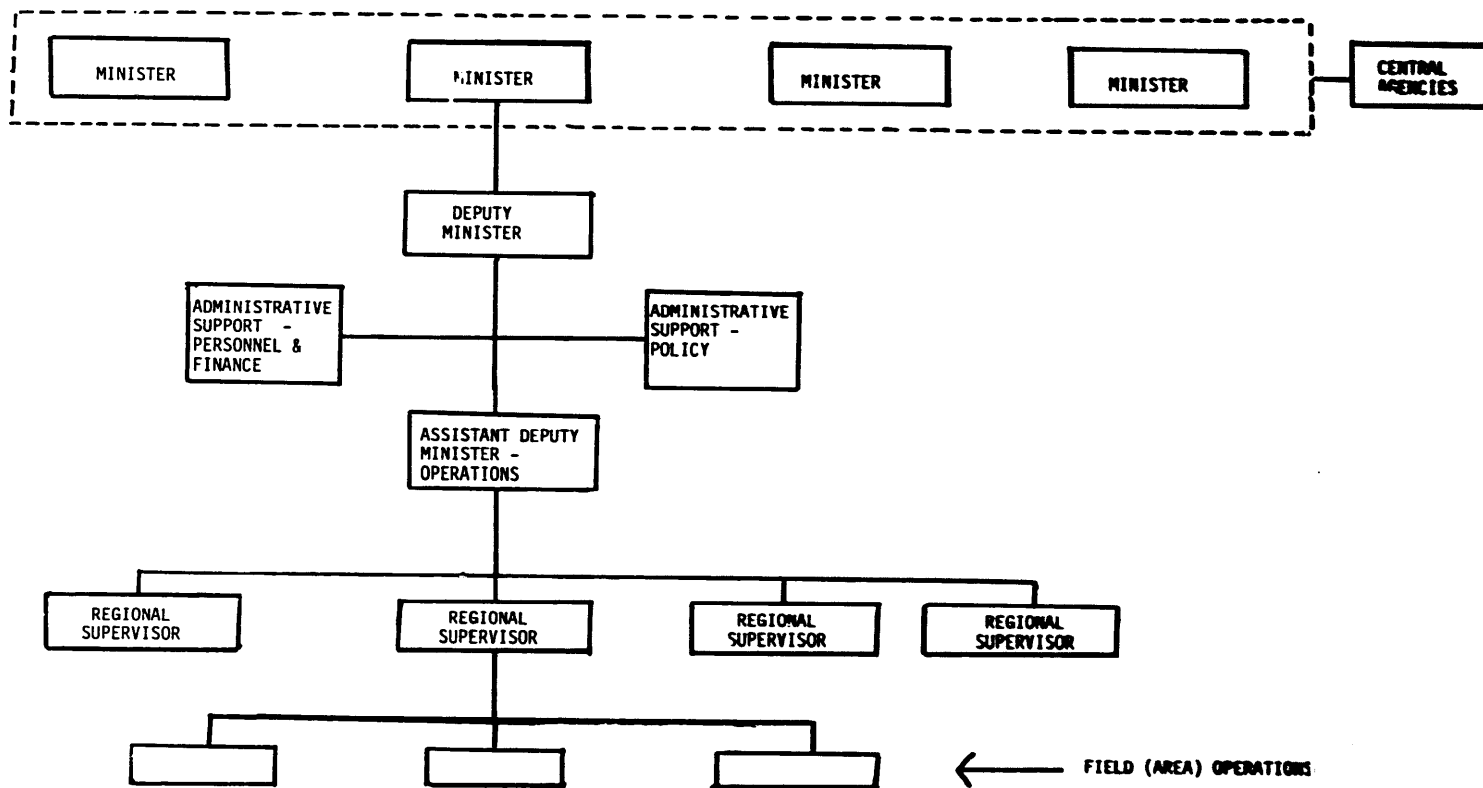 MINISTER
MINISTER
MINISTER
MINISTER
CENTRAL
AGENCIES
DEPUTY
MINISTER
ADMINISTRATIVE
SUPPORT -
PERSONNEL &
FINANCE
ADMINISTRATIVE
SUPPORT -
POLICY
ASSISTANT DEPUTY
MINISTER -
OPERATIONS
REGIONAL
SUPERVISOR
REGIONAL
SUPERVISOR
REGIONAL
SUPERVISOR
REGIONAL
SUPERVISOR
FIELD (AREA) OPERATIONS